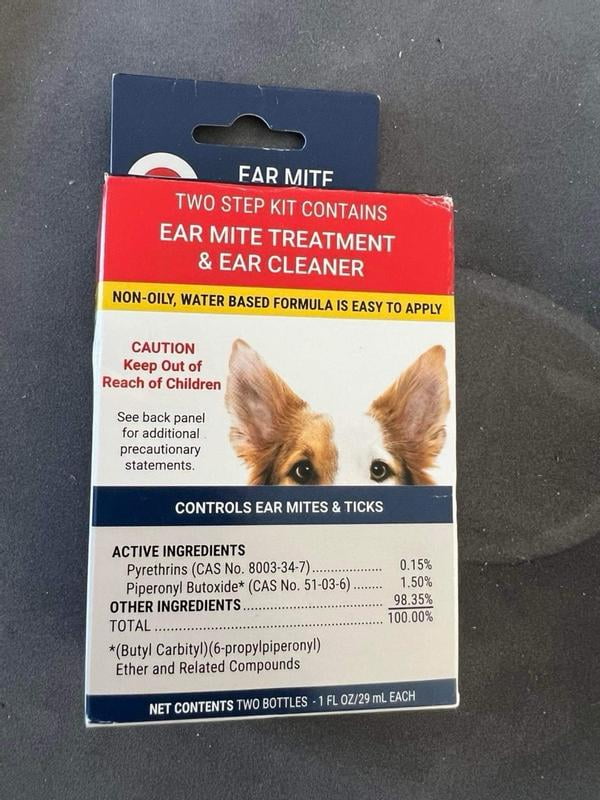 EAR MITE
TWO STEP KIT CONTAINS
EAR MITE TREATMENT
& EAR CLEANER
NON-OILY, WATER BASED FORMULA IS EASY TO APPLY
CAUTION
Keep Out of
Reach of Children
See back panel
for additional
precautionary
statements.
CONTROLS EAR MITES & TICKS
ACTIVE INGREDIENTS
Pyrethrins (CAS No. 8003-34-7)................. 0.15%
Piperonyl Butoxide* (CAS No. 51-03-6)........ 1.50%
OTHER INGREDIENTS................................. 98.35%
TOTAL ....................................................... 100.00%
*(Butyl Carbityl)(6-propylpiperonyl)
Ether and Related Compounds
NET CONTENTS TWO BOTTLES - 1 FL OZ/29 mL EACH